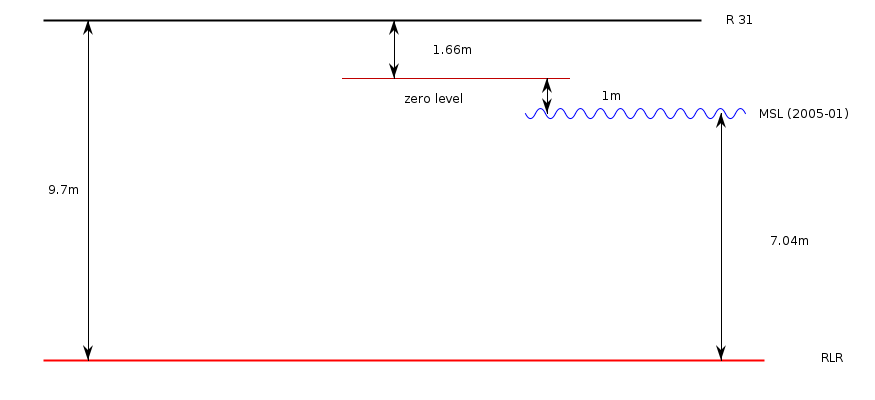 R 31
1.66m
zero level
1m
MSL (2005-01)
9.7m
7.04m
RLR